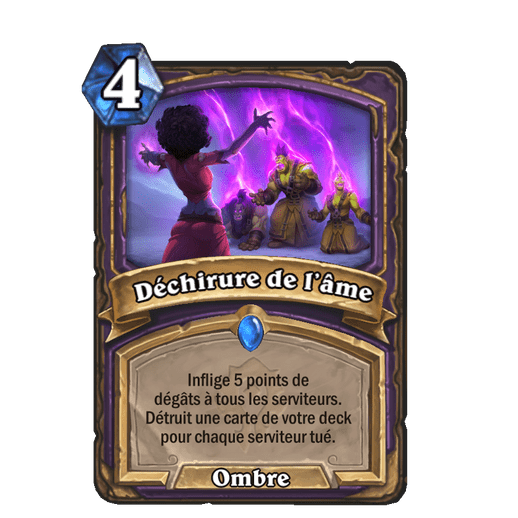 4
Déchirure de l'âme
Inflige 5 points de
dégâts à tous les serviteurs.
Détruit une carte de votre deck
pour chaque serviteur tué.
Ombre